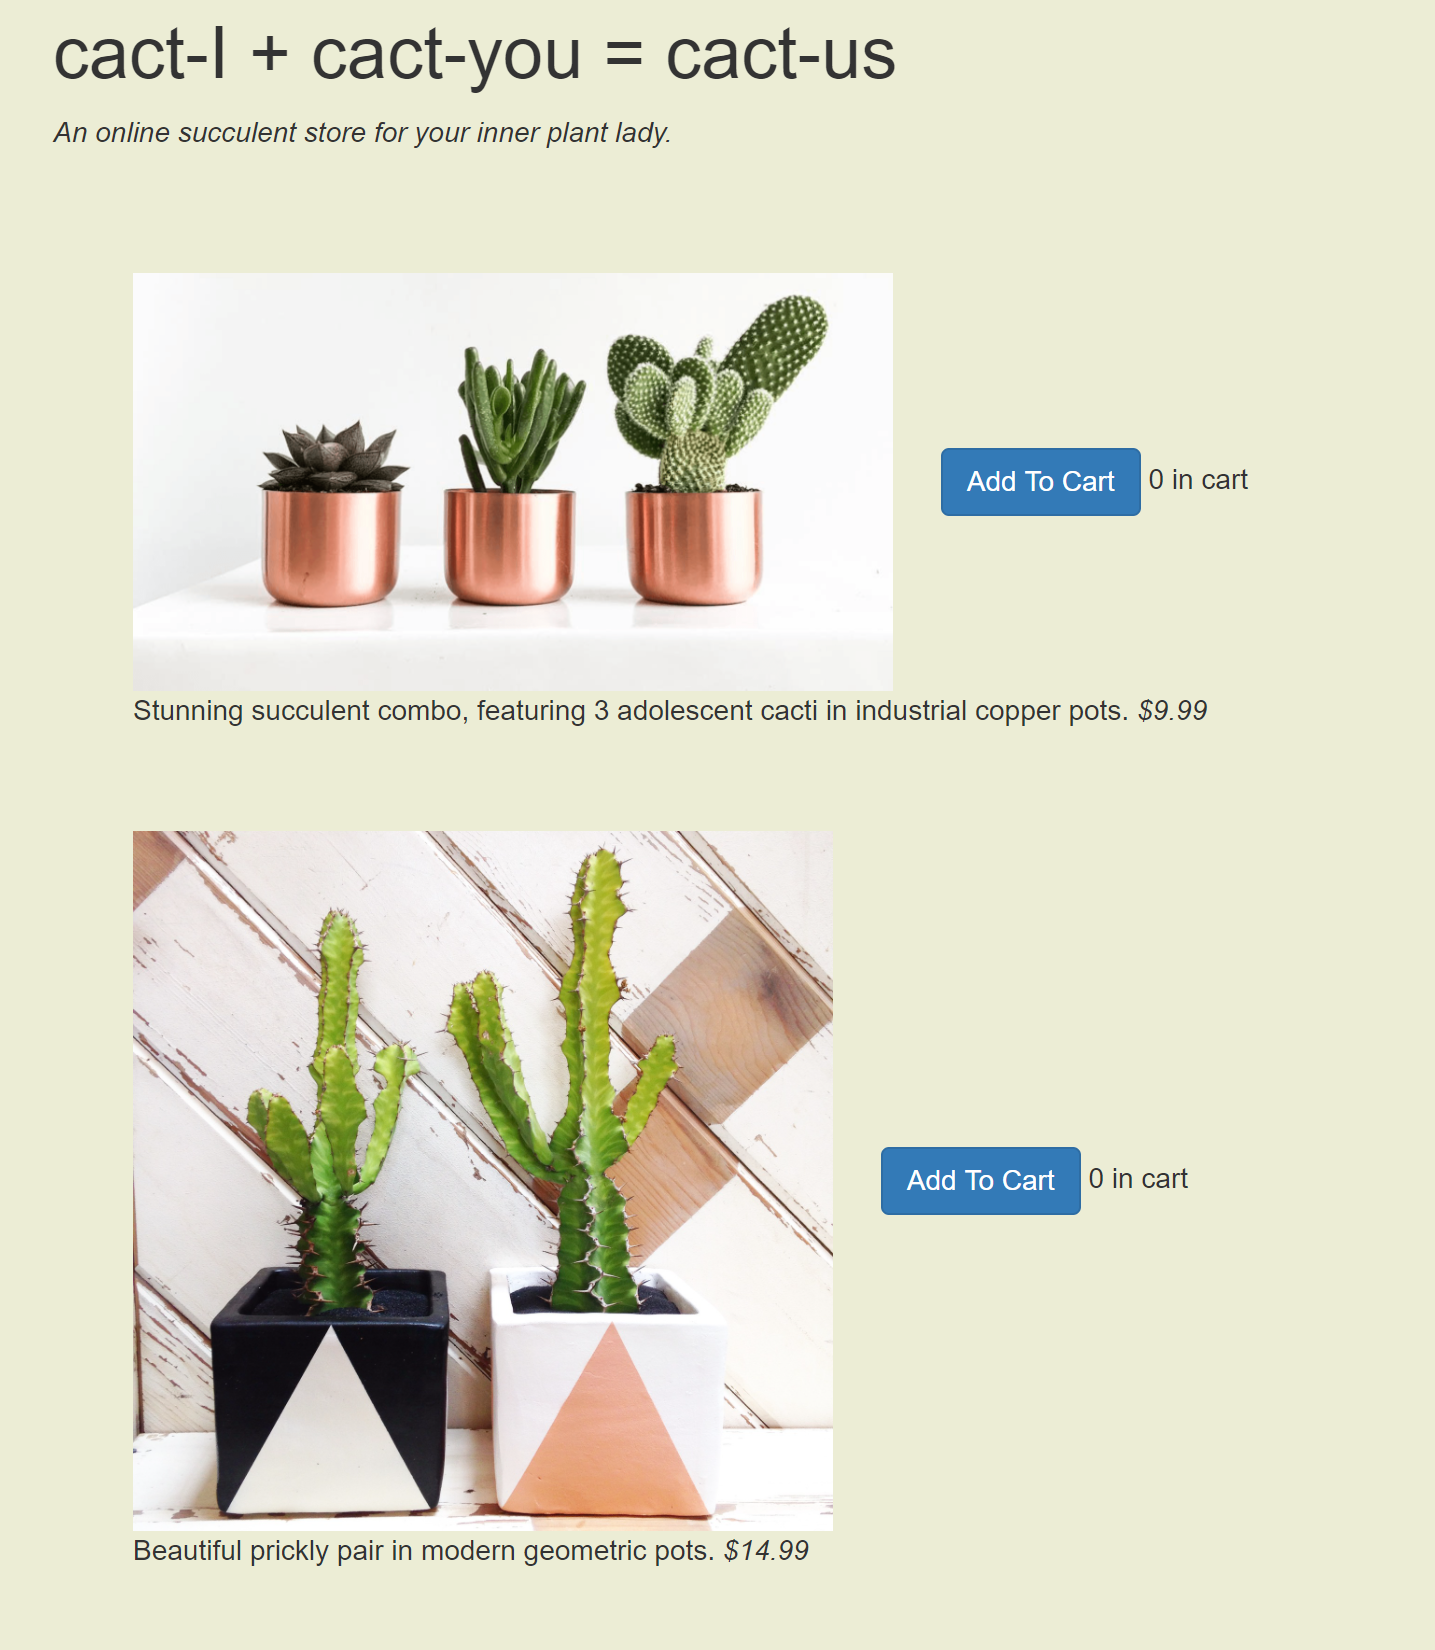 cact-I + cact-you = cact-us
An online succulent store for your inner plant lady.
Add To Cart 0 in cart
Stunning succulent combo, featuring 3 adolescent cacti in industrial copper pots. $9.99
Add To Cart 0 in cart
Beautiful prickly pair in modern geometric pots. $14.99